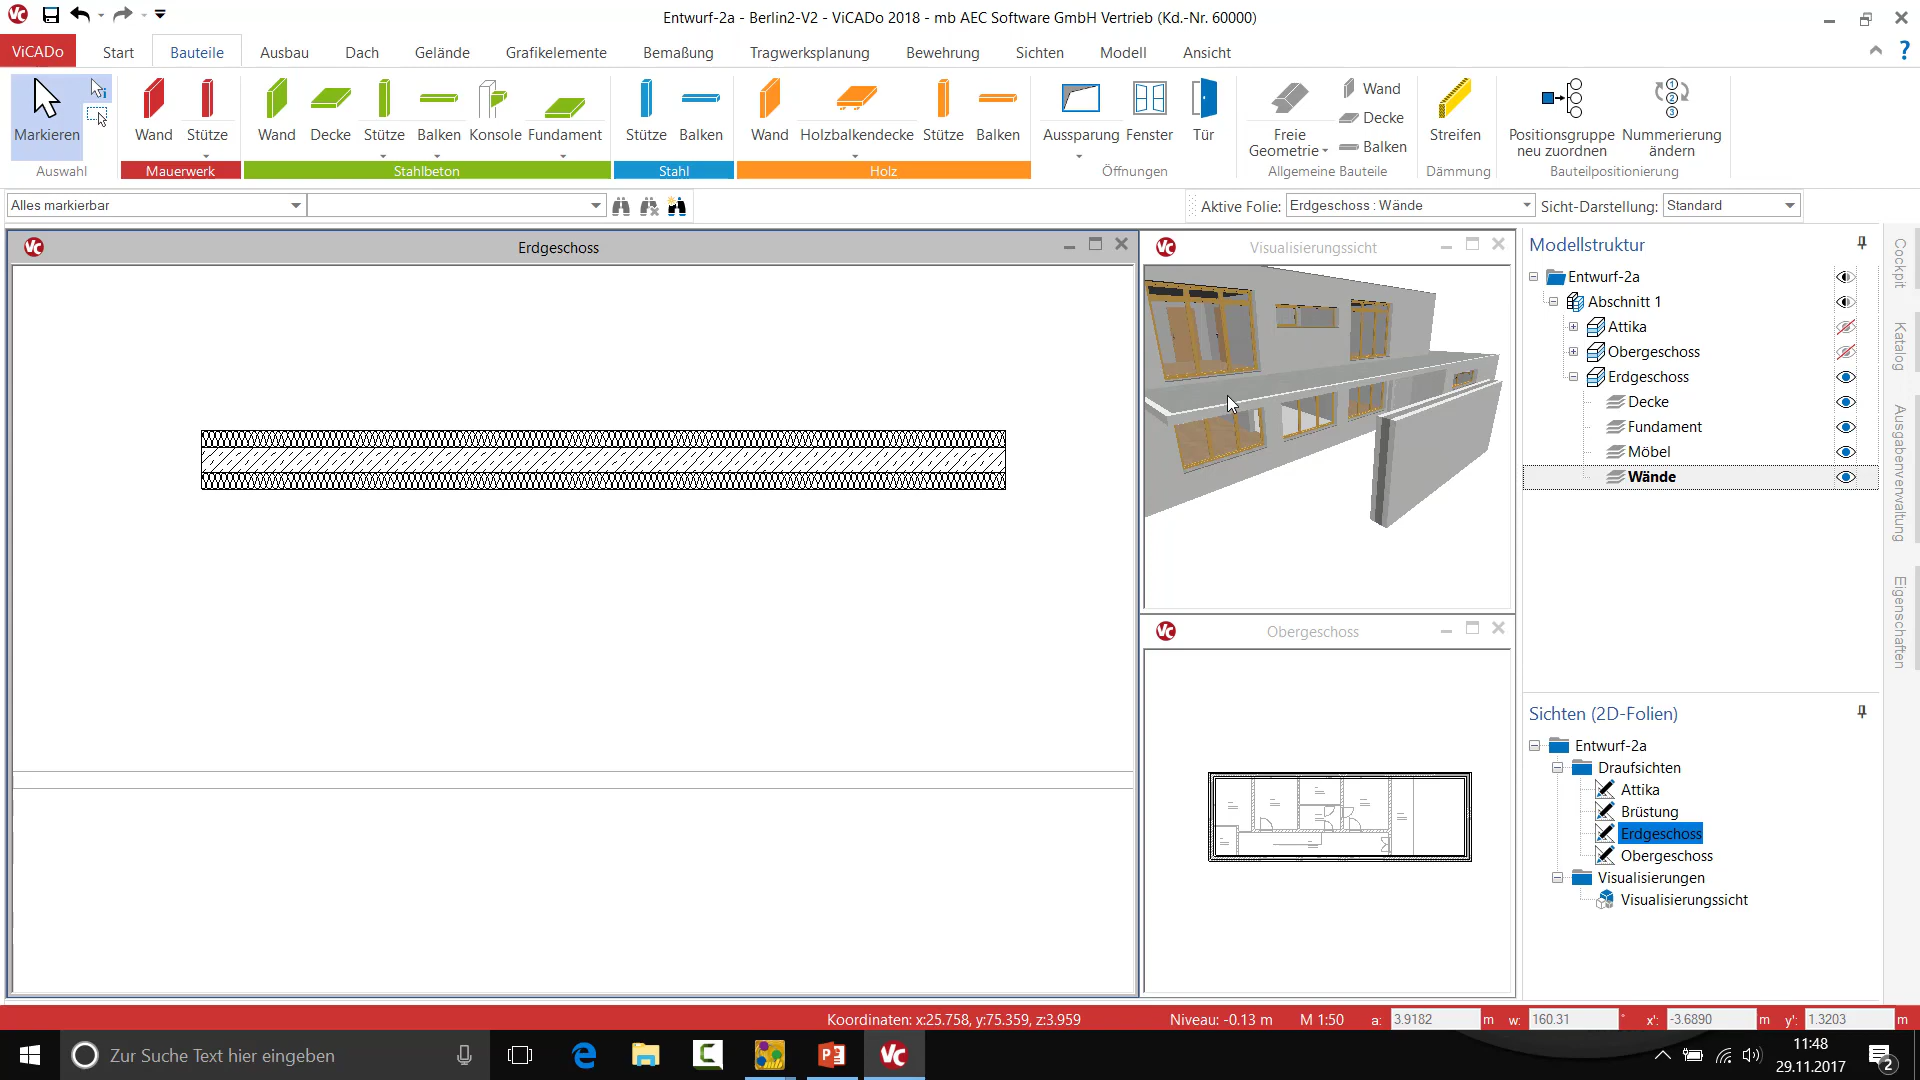 Entwurf-2a - Berlin2-V2 - ViCADo 2018 - mb AEC Software GmbH Vertrieb (Kd.-Nr. 60000)
ViCADo Start Bauteile Ausbau Dach Gelände Grafikelemente Bemaßung Tragwerksplanung Bewehrung Sichten Modell Ansicht
Markieren
Auswahl
Wand Stütze
Mauerwerk
Wand Decke Stütze Balken Konsole Fundament
Stahlbeton
Stütze Balken
Stahl
Wand Holzbalkendecke Stütze Balken
Holz
Aussparung Fenster Tür
Öffnungen
Freie
Geometrie
Wand
Decke
Balken
Allgemeine Bauteile
Streifen
Dämmung
Positionsgruppe
neu zuordnen
Nummerierung
ändern
Bauteilpositionierung
Alles markierbar
Aktive Folie: Erdgeschoss : Wände
Sicht-Darstellung: Standard
Erdgeschoss
Visualisierungssicht
Obergeschoss
Modellstruktur
Entwurf-2a
Abschnitt 1
Attika
Obergeschoss
Erdgeschoss
Decke
Fundament
Möbel
Wände
Sichten (2D-Folien)
Entwurf-2a
Draufsichten
Attika
Brüstung
Erdgeschoss
Obergeschoss
Visualisierungen
Visualisierungssicht
Cockpit
Katalog
Ausgabenverwaltung
Eigenschaften
Koordinaten: x:25.758, y:75.359, z:3.959
Niveau: -0.13 m M 1:50 a: 3.9182 m w: 160.31 ° x': -3.6890 m y': 1.3203 m
Zur Suche Text hier eingeben
11:48
29.11.2017
2